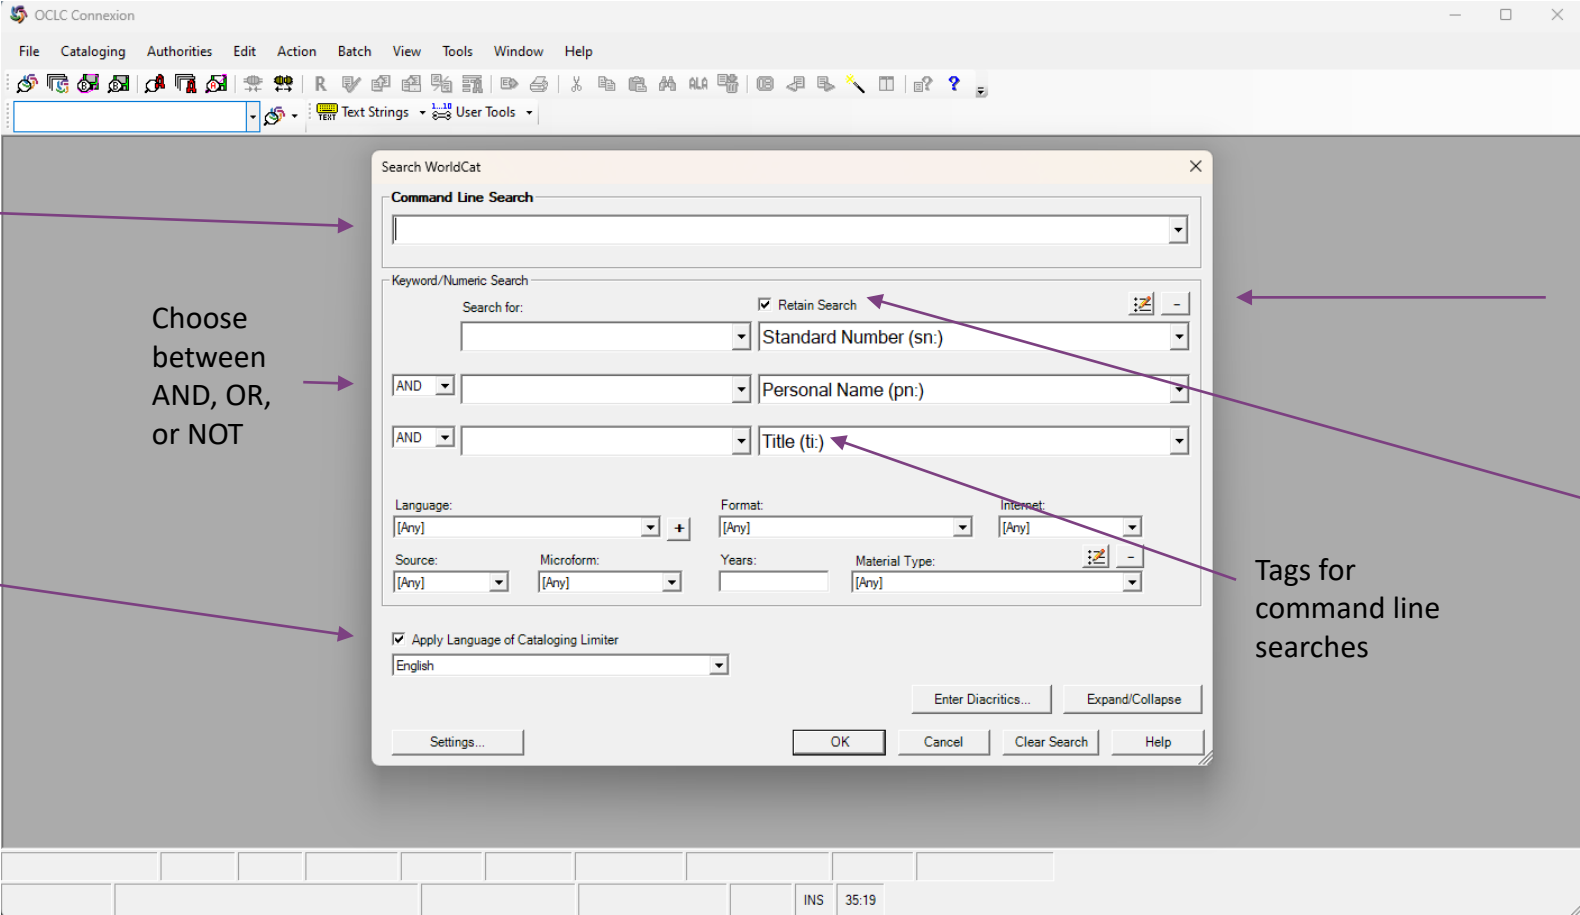 OCLC Connexion
File Cataloging Authorities Edit Action Batch View Tools Window Help
R ALA
TEXT Text Strings 1...10 User Tools
Search WorldCat
Command Line Search
Keyword/Numeric Search
Search for: Retain Search
Standard Number (sn:)
AND Personal Name (pn:)
AND Title (ti:)
Choose
between
AND, OR,
or NOT
Language: Format: Internet:
[Any] + [Any] [Any]
Source: Microform: Years: Material Type:
[Any] [Any] [Any]
Tags for
command line
searches
Apply Language of Cataloging Limiter
English
Enter Diacritics... Expand/Collapse
Settings... OK Cancel Clear Search Help
INS 35:19